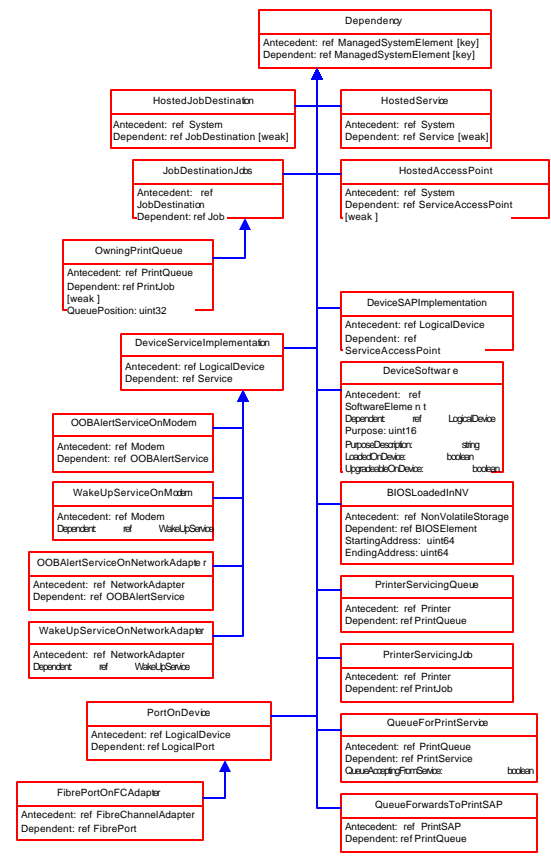 Dependency
Antecedent: ref ManagedSystemElement [key]
Dependent: ref ManagedSystemElement [key]
HostedJobDestination
Antecedent: ref System
Dependent: ref JobDestination [weak]
HostedService
Antecedent: ref System
Dependent: ref Service [weak]
JobDestinationJobs
Antecedent: ref
JobDestination
Dependent: ref Job
HostedAccessPoint
Antecedent: ref System
Dependent: ref ServiceAccessPoint
[weak ]
OwningPrintQueue
Antecedent: ref PrintQueue
Dependent: ref PrintJob
[weak ]
QueuePosition: uint32
DeviceSAPImplementation
Antecedent: ref LogicalDevice
Dependent: ref
ServiceAccessPoint
DeviceServiceImplementation
Antecedent: ref LogicalDevice
Dependent: ref Service
DeviceSoftwar e
Antecedent: ref
SoftwareEleme n t
Dependent: ref LogicalDevice
Purpose: uint16
PurposeDescription: string
LoadedOnDevice: boolean
UpgradeableOnDevice: boolean
OOBAlertServiceOnModem
Antecedent: ref Modem
Dependent: ref OOBAlertService
WakeUpServiceOnModem
Antecedent: ref Modem
Dependent: ref WakeUpService
BIOSLoadedInNV
Antecedent: ref NonVolatileStorage
Dependent: ref BIOSElement
StartingAddress: uint64
EndingAddress: uint64
OOBAlertServiceOnNetworkAdapte r
Antecedent: ref NetworkAdapter
Dependent: ref OOBAlertService
PrinterServicingQueue
Antecedent: ref Printer
Dependent: ref PrintQueue
WakeUpServiceOnNetworkAdapter
Antecedent: ref NetworkAdapter
Dependent: ref WakeUpService
PrinterServicingJob
Antecedent: ref Printer
Dependent: ref PrintJob
PortOnDevice
Antecedent: ref LogicalDevice
Dependent: ref LogicalPort
QueueForPrintService
Antecedent: ref PrintQueue
Dependent: ref PrintService
QueueAcceptingFromService: boolean
FibrePortOnFCAdapter
Antecedent: ref FibreChannelAdapter
Dependent: ref FibrePort
QueueForwardsToPrintSAP
Antecedent: ref PrintSAP
Dependent: ref PrintQueue